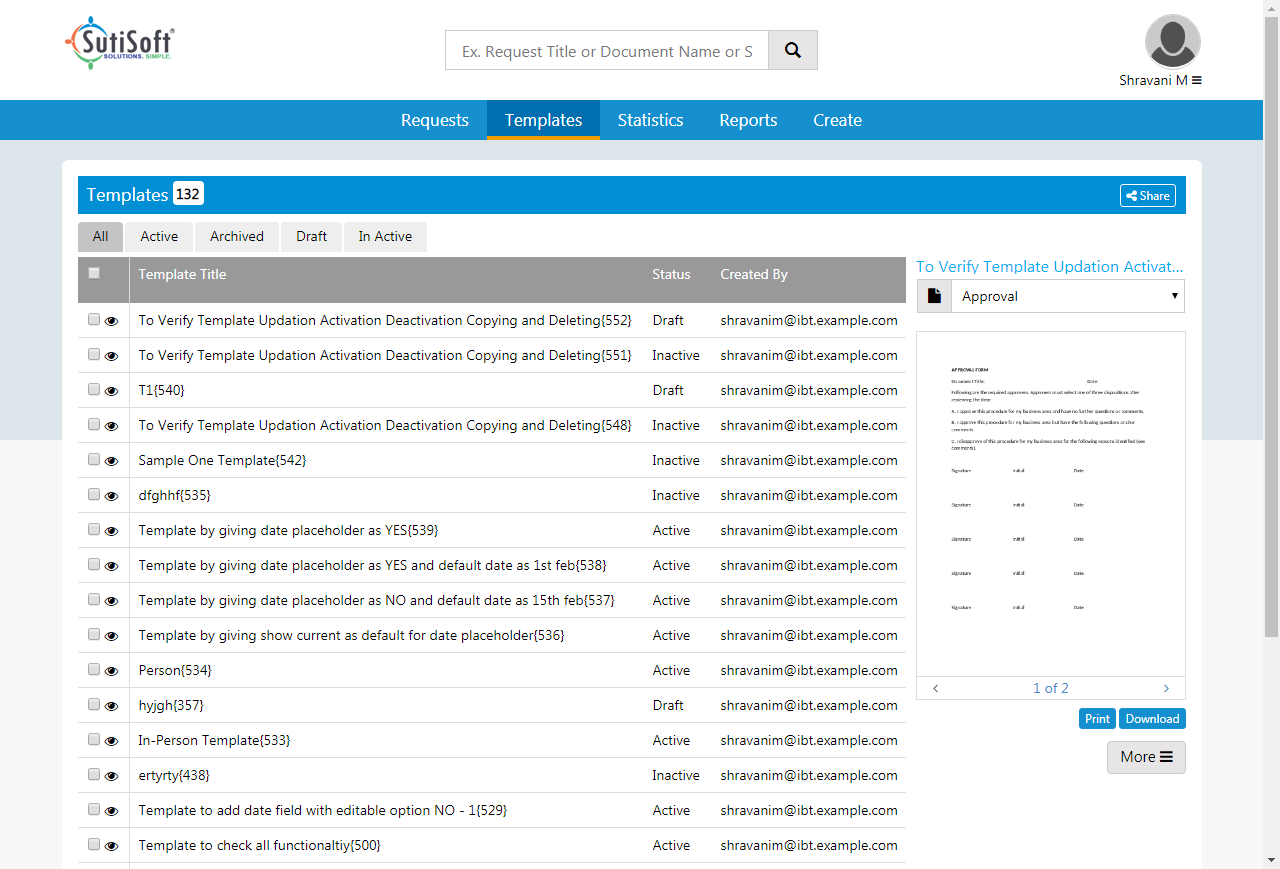 SutiSoft®
SOLUTIONS. SIMPLE.
Ex. Request Title or Document Name or S
Shravani M
Requests Templates Statistics Reports Create
Templates 132
Share
All Active Archived Draft In Active
Template Title Status Created By
To Verify Template Updation Activation Deactivation Copying and Deleting{552} Draft shravanim@ibt.example.com
To Verify Template Updation Activation Deactivation Copying and Deleting{551} Inactive shravanim@ibt.example.com
T1{540} Draft shravanim@ibt.example.com
To Verify Template Updation Activation Deactivation Copying and Deleting{548} Inactive shravanim@ibt.example.com
Sample One Template{542} Inactive shravanim@ibt.example.com
dfghhf{535} Inactive shravanim@ibt.example.com
Template by giving date placeholder as YES{539} Active shravanim@ibt.example.com
Template by giving date placeholder as YES and default date as 1st feb{538} Active shravanim@ibt.example.com
Template by giving date placeholder as NO and default date as 15th feb{537} Active shravanim@ibt.example.com
Template by giving show current as default for date placeholder{536} Active shravanim@ibt.example.com
Person{534} Active shravanim@ibt.example.com
hyjgh{357} Draft shravanim@ibt.example.com
In-Person Template{533} Active shravanim@ibt.example.com
ertyrty{438} Inactive shravanim@ibt.example.com
Template to add date field with editable option NO - 1{529} Active shravanim@ibt.example.com
Template to check all functionaltiy{500} Active shravanim@ibt.example.com
To Verify Template Updation Activat...
Approval
APPROVAL FORM
Document Title: Date:
Following are the required approvers. Approvers must select one of three dispositions after
reviewing the item:
A. I approve this procedure for my business area and have no further questions or comments.
B. I approve this procedure for my business area but have the following questions and/or
comments.
C. I disapprove of this procedure for my business area for the following reasons identified (see
comments).
Signature Initial Date
Signature Initial Date
Signature Initial Date
Signature Initial Date
Signature Initial Date
1 of 2
Print Download
More